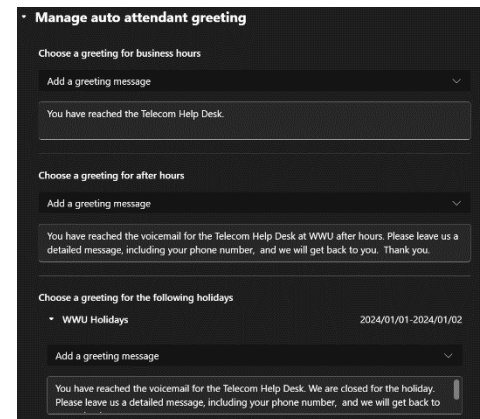 Manage auto attendant greeting
Choose a greeting for business hours
Add a greeting message
You have reached the Telecom Help Desk.
Choose a greeting for after hours
Add a greeting message
You have reached the voicemail for the Telecom Help Desk at WWU after hours. Please leave us a
detailed message, including your phone number, and we will get back to you. Thank you.
Choose a greeting for the following holidays
WWU Holidays 2024/01/01-2024/01/02
Add a greeting message
You have reached the voicemail for the Telecom Help Desk. We are closed for the holiday.
Please leave us a detailed message, including your phone number, and we will get back to